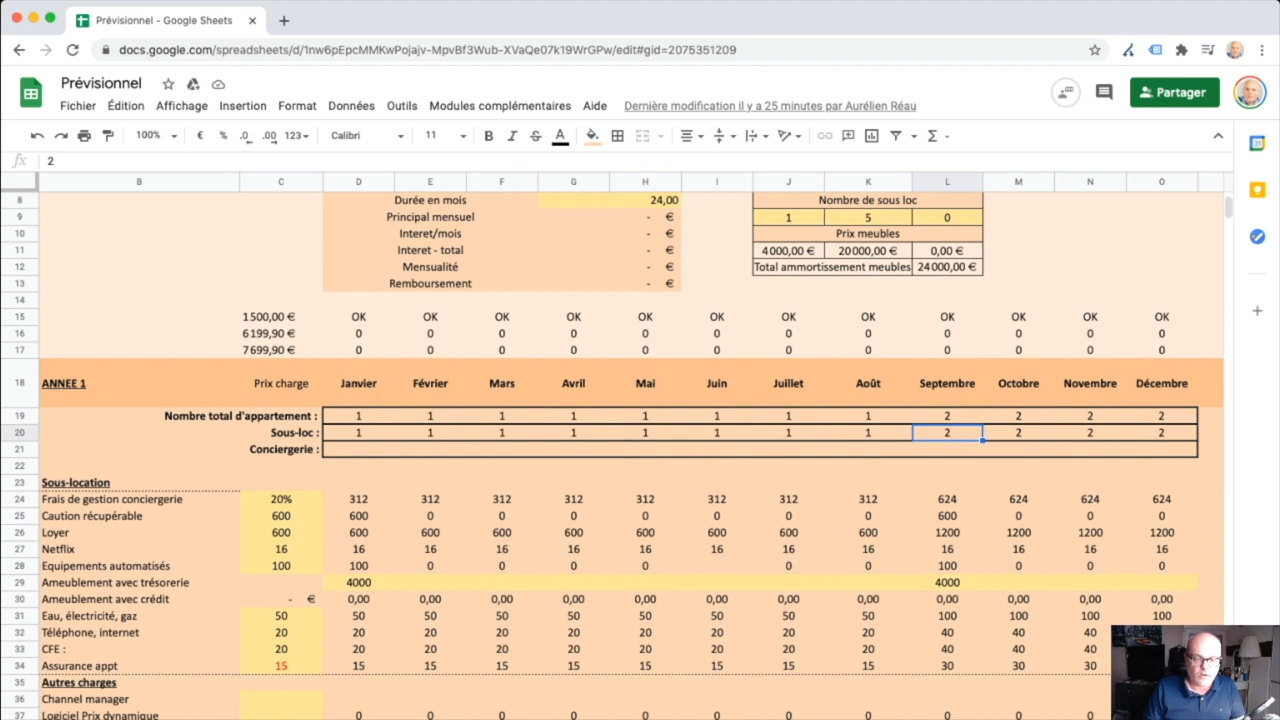 Prévisionnel - Google Sheets
docs.google.com/spreadsheets/d/1nw6pEpcMMKwPojajv-MpvBf3Wub-XVaQe07k19WrGPw/edit#gid=2075351209
Prévisionnel
Fichier Édition Affichage Insertion Format Données Outils Modules complémentaires Aide Dernière modification il y a 25 minutes par Aurélien Réau
Partager
100% € % .0 .00 123 Calibri 11 B I S A Σ
fx 2
B C D E F G H I J K L M N O
8 Durée en mois 24,00 Nombre de sous loc
9 Principal mensuel - € 1 5 0
10 Interet/mois - € Prix meubles
11 Interet - total - € 4 000,00 € 20 000,00 € 0,00 €
12 Mensualité - € Total ammortissement meubles 24 000,00 €
13 Remboursement - €
14
15 1 500,00 € OK OK OK OK OK OK OK OK OK OK OK OK
16 6 199,90 € 0 0 0 0 0 0 0 0 0 0 0 0
17 7 699,90 € 0 0 0 0 0 0 0 0 0 0 0 0
18 ANNEE 1 Prix charge Janvier Février Mars Avril Mai Juin Juillet Août Septembre Octobre Novembre Décembre
19 Nombre total d'appartement : 1 1 1 1 1 1 1 1 2 2 2 2
20 Sous-loc : 1 1 1 1 1 1 1 1 2 2 2 2
21 Conciergerie :
22
23 Sous-location
24 Frais de gestion conciergerie 20% 312 312 312 312 312 312 312 312 624 624 624 624
25 Caution récupérable 600 600 0 0 0 0 0 0 0 600 0 0 0
26 Loyer 600 600 600 600 600 600 600 600 600 1200 1200 1200 1200
27 Netflix 16 16 16 16 16 16 16 16 16 16 16 16 16
28 Equipements automatisés 100 100 0 0 0 0 0 0 0 100 0 0 0
29 Ameublement avec trésorerie 4000 4000
30 Ameublement avec crédit - € 0,00 0,00 0,00 0,00 0,00 0,00 0,00 0,00 0,00 0,00 0,00 0,00
31 Eau, électricité, gaz 50 50 50 50 50 50 50 50 50 100 100 100 100
32 Téléphone, internet 20 20 20 20 20 20 20 20 20 40 40 40
33 CFE : 20 20 20 20 20 20 20 20 20 40 40 40
34 Assurance appt 15 15 15 15 15 15 15 15 15 30 30 30
35 Autres charges
36 Channel manager
37 Logiciel Prix dynamique 0 0 0 0 0 0 0 0 0 0 0